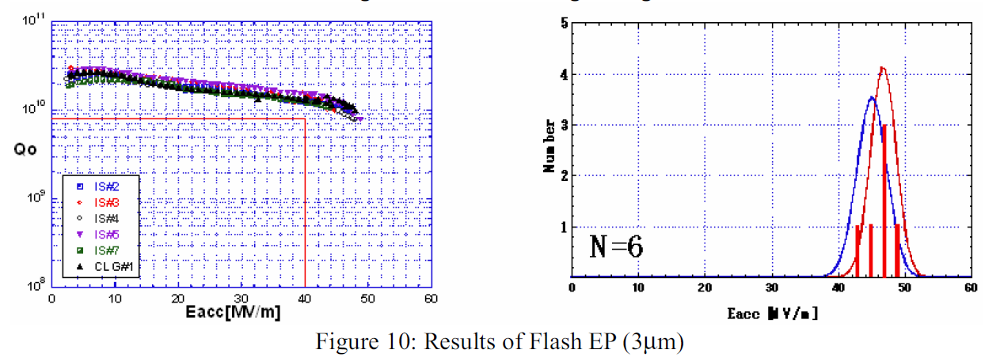 10¹¹
10¹⁰
Qo
10⁹
10⁸
IS#2
IS#3
IS#4
IS#5
IS#7
CLG#1
0 10 20 30 40 50 60
Eacc[MV/m]
5
4
3
2
1
Number
N=6
0 10 20 30 40 50 60
Eacc [MV/m]
Figure 10: Results of Flash EP (3μm)